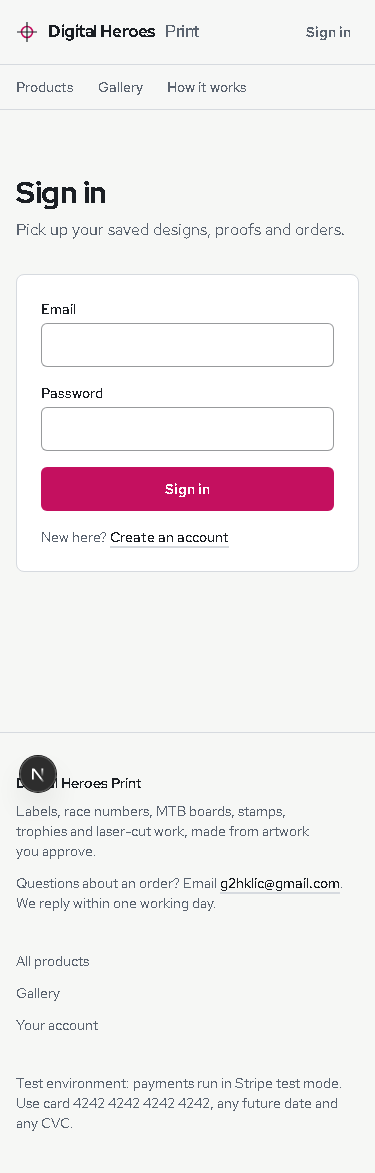 Digital Heroes Print
Sign in
Products Gallery How it works
Sign in
Pick up your saved designs, proofs and orders.
Email
Password
Sign in
New here? Create an account
N
Heroes Print
Labels, race numbers, MTB boards, stamps,
trophies and laser-cut work, made from artwork
you approve.
Questions about an order? Email g2hklic@gmail.com.
We reply within one working day.
All products
Gallery
Your account
Test environment: payments run in Stripe test mode.
Use card 4242 4242 4242 4242, any future date and
any CVC.